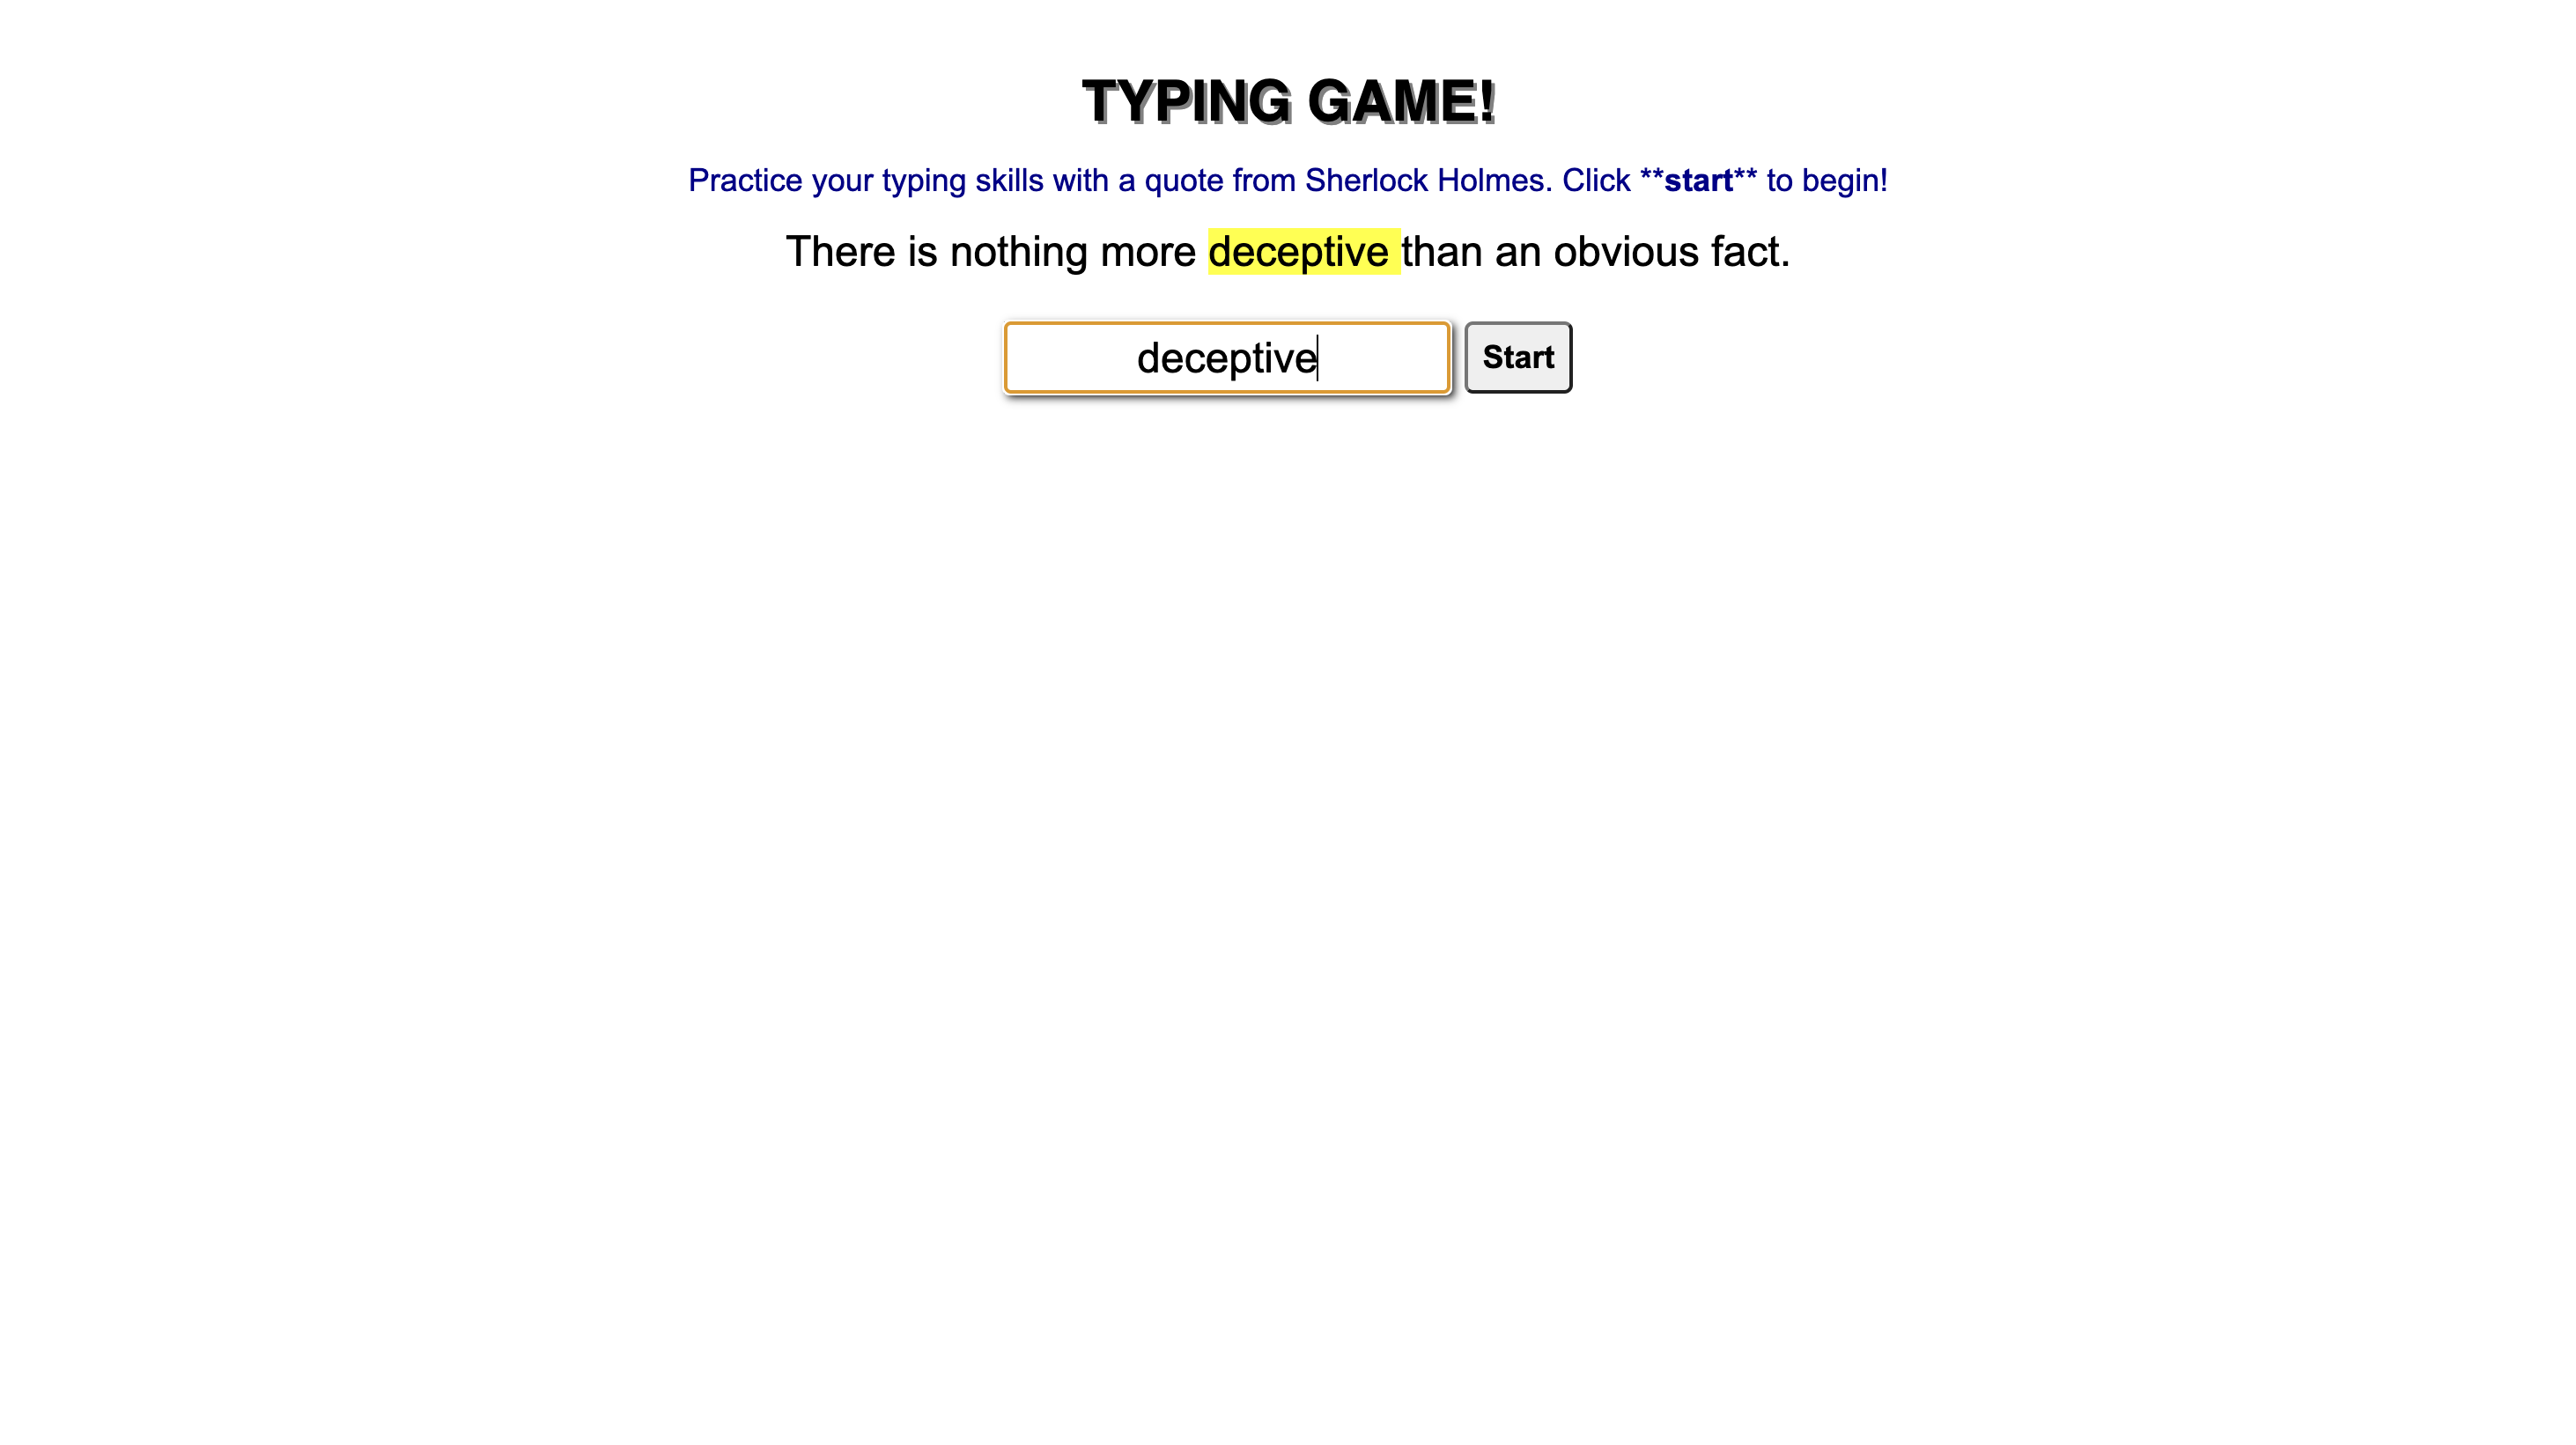 TYPING GAME!
Practice your typing skills with a quote from Sherlock Holmes. Click **start** to begin!
There is nothing more deceptive than an obvious fact.
deceptive
Start